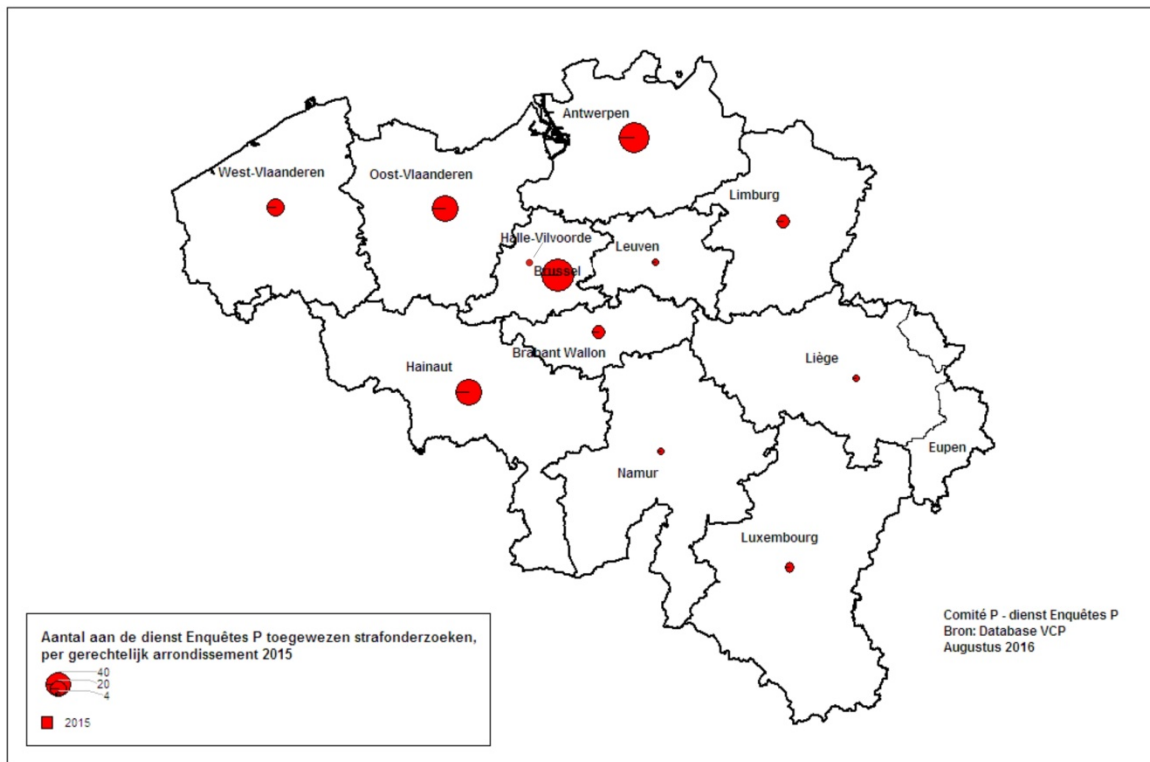 Antwerpen
West-Vlaanderen
Oost-Vlaanderen
Limburg
Halle-Vilvoorde
Leuven
Brussel
Brabant Wallon
Liège
Hainaut
Eupen
Namur
Luxembourg
Comité P - dienst Enquêtes P
Bron: Database VCP
Augustus 2016
Aantal aan de dienst Enquêtes P toegewezen strafonderzoeken,
per gerechtelijk arrondissement 2015
40
20
4
2015